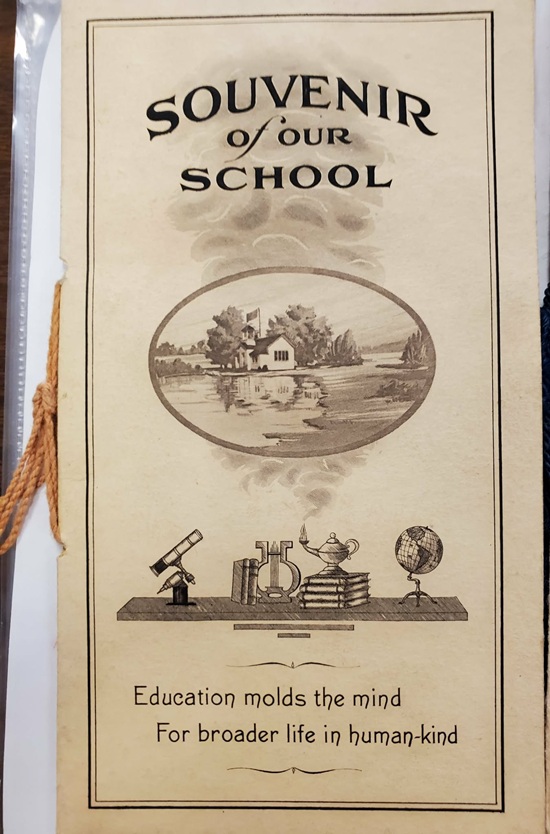 SOUVENIR
of OUR
SCHOOL
Education molds the mind
For broader life in human-kind